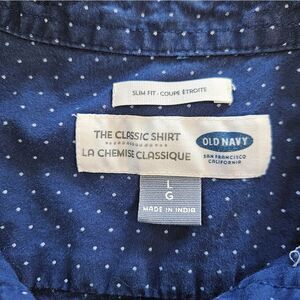 SLIM FIT · COUPE ÉTROITE
THE CLASSIC SHIRT
LA CHEMISE CLASSIQUE
OLD NAVY
SAN FRANCISCO
CALIFORNIA
L
G
MADE IN INDIA